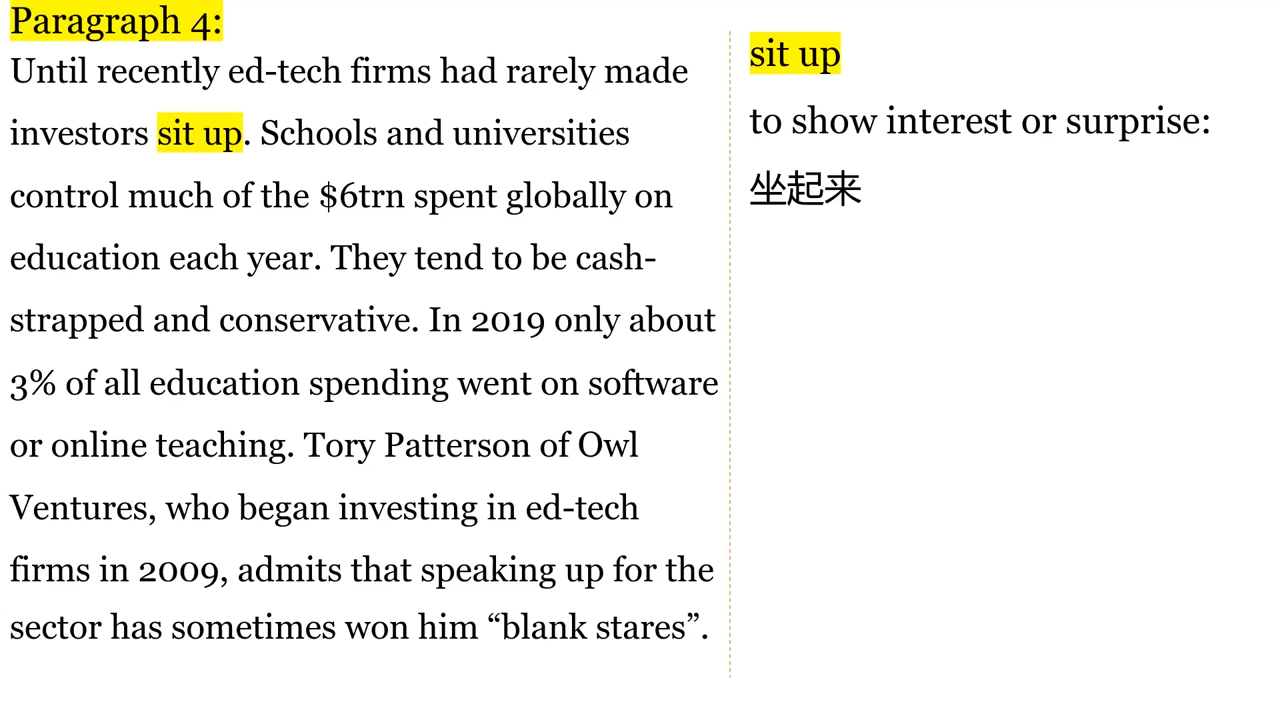 Paragraph 4:
Until recently ed-tech firms had rarely made
investors sit up. Schools and universities
control much of the $6trn spent globally on
education each year. They tend to be cash-
strapped and conservative. In 2019 only about
3% of all education spending went on software
or online teaching. Tory Patterson of Owl
Ventures, who began investing in ed-tech
firms in 2009, admits that speaking up for the
sector has sometimes won him “blank stares”.
sit up
to show interest or surprise:
坐起来